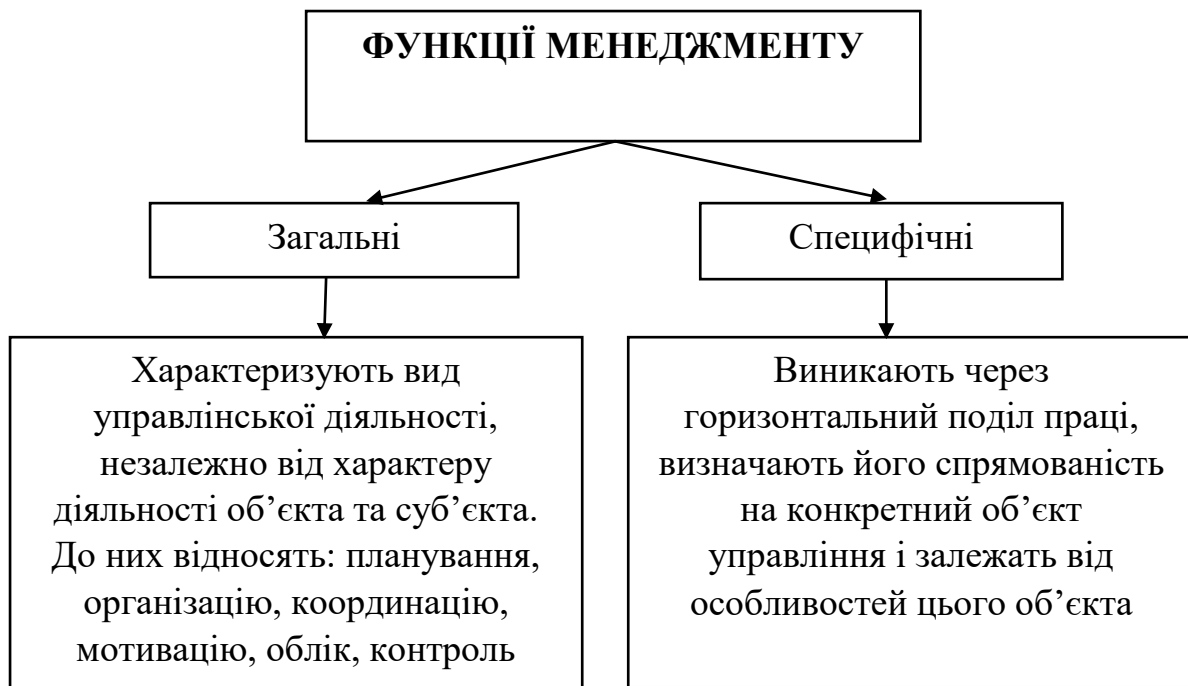 ФУНКЦІЇ МЕНЕДЖМЕНТУ
Загальні
Специфічні
Характеризують вид
управлінської діяльності,
незалежно від характеру
діяльності об’єкта та суб’єкта.
До них відносять: планування,
організацію, координацію,
мотивацію, облік, контроль
Виникають через
горизонтальний поділ праці,
визначають його спрямованість
на конкретний об’єкт
управління і залежать від
особливостей цього об’єкта